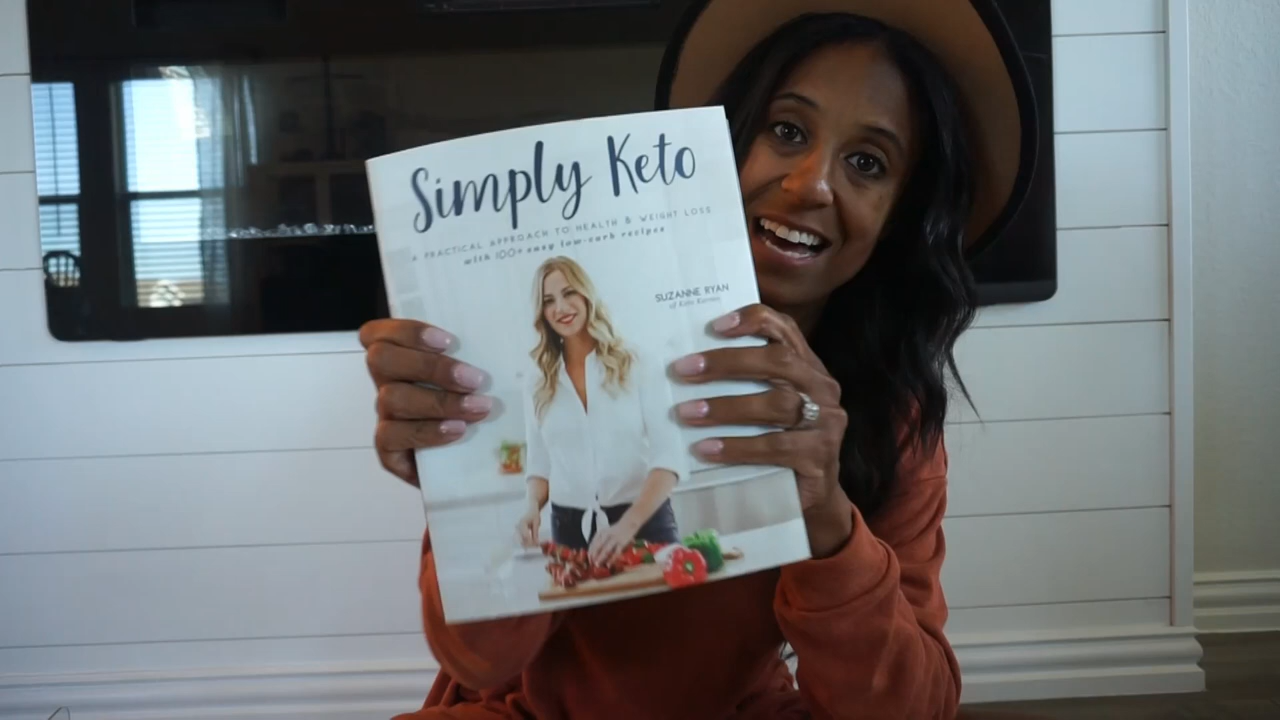 Simply Keto
A PRACTICAL APPROACH TO HEALTH & WEIGHT LOSS
with 100+ easy low-carb recipes
SUZANNE RYAN
of Keto Karma